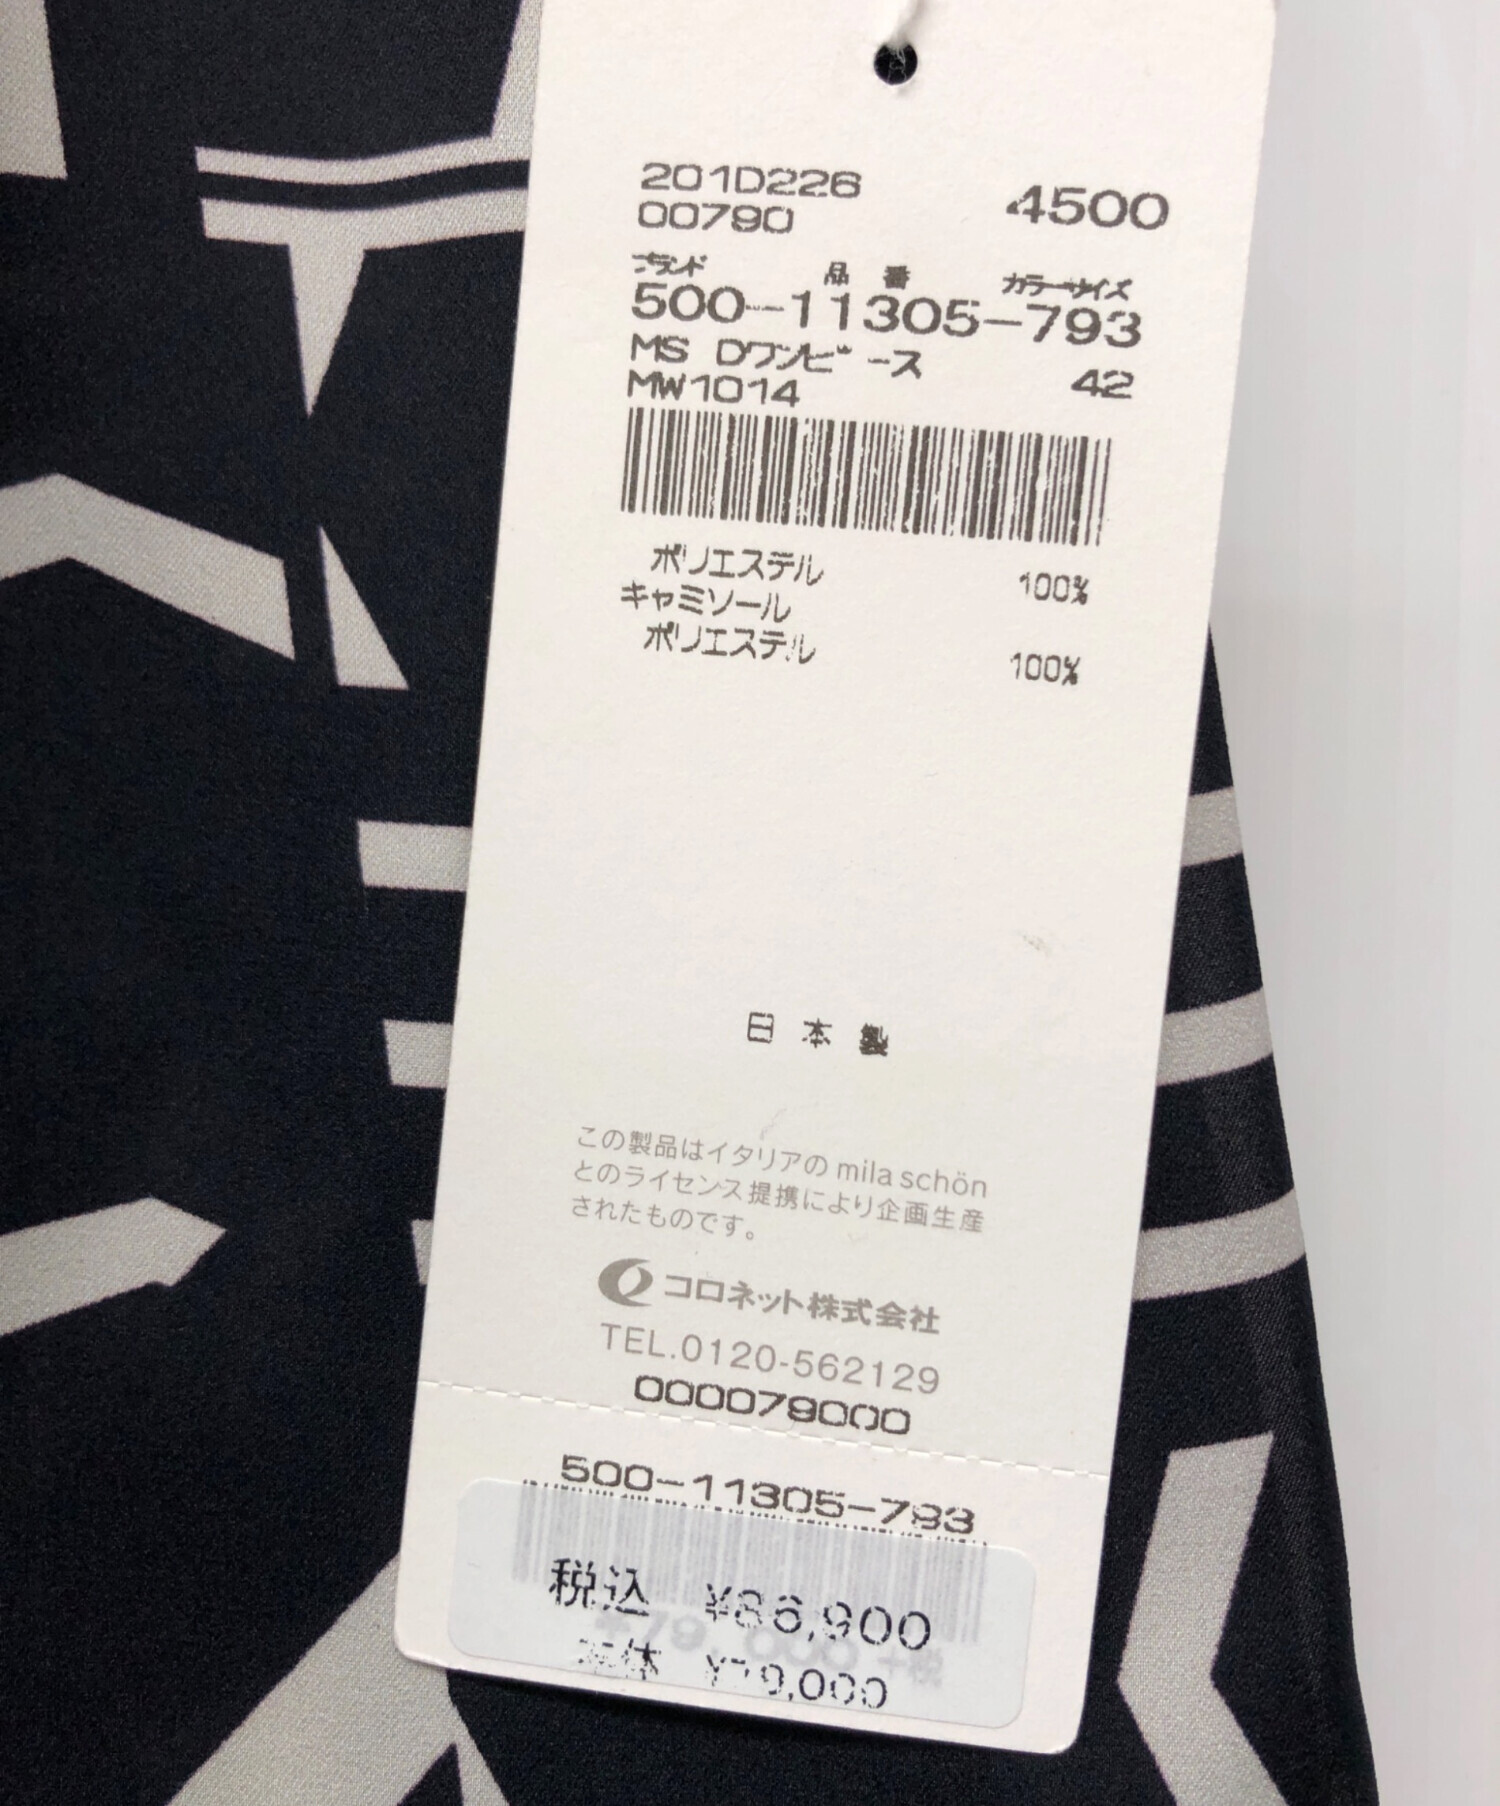 201D226 4500
00790
ブランド 品 番 カラーサイズ
500-11305-793
MS Dワンピース 42
MW1014
ポリエステル 100%
キャミソール
ポリエステル 100%
日 本 製
この製品はイタリアの mila schön
とのライセンス提携により企画生産
されたものです。
コロネット株式会社
TEL.0120-562129
000079000
500-11305-793
税込 ¥86,900
本体 ¥79,000